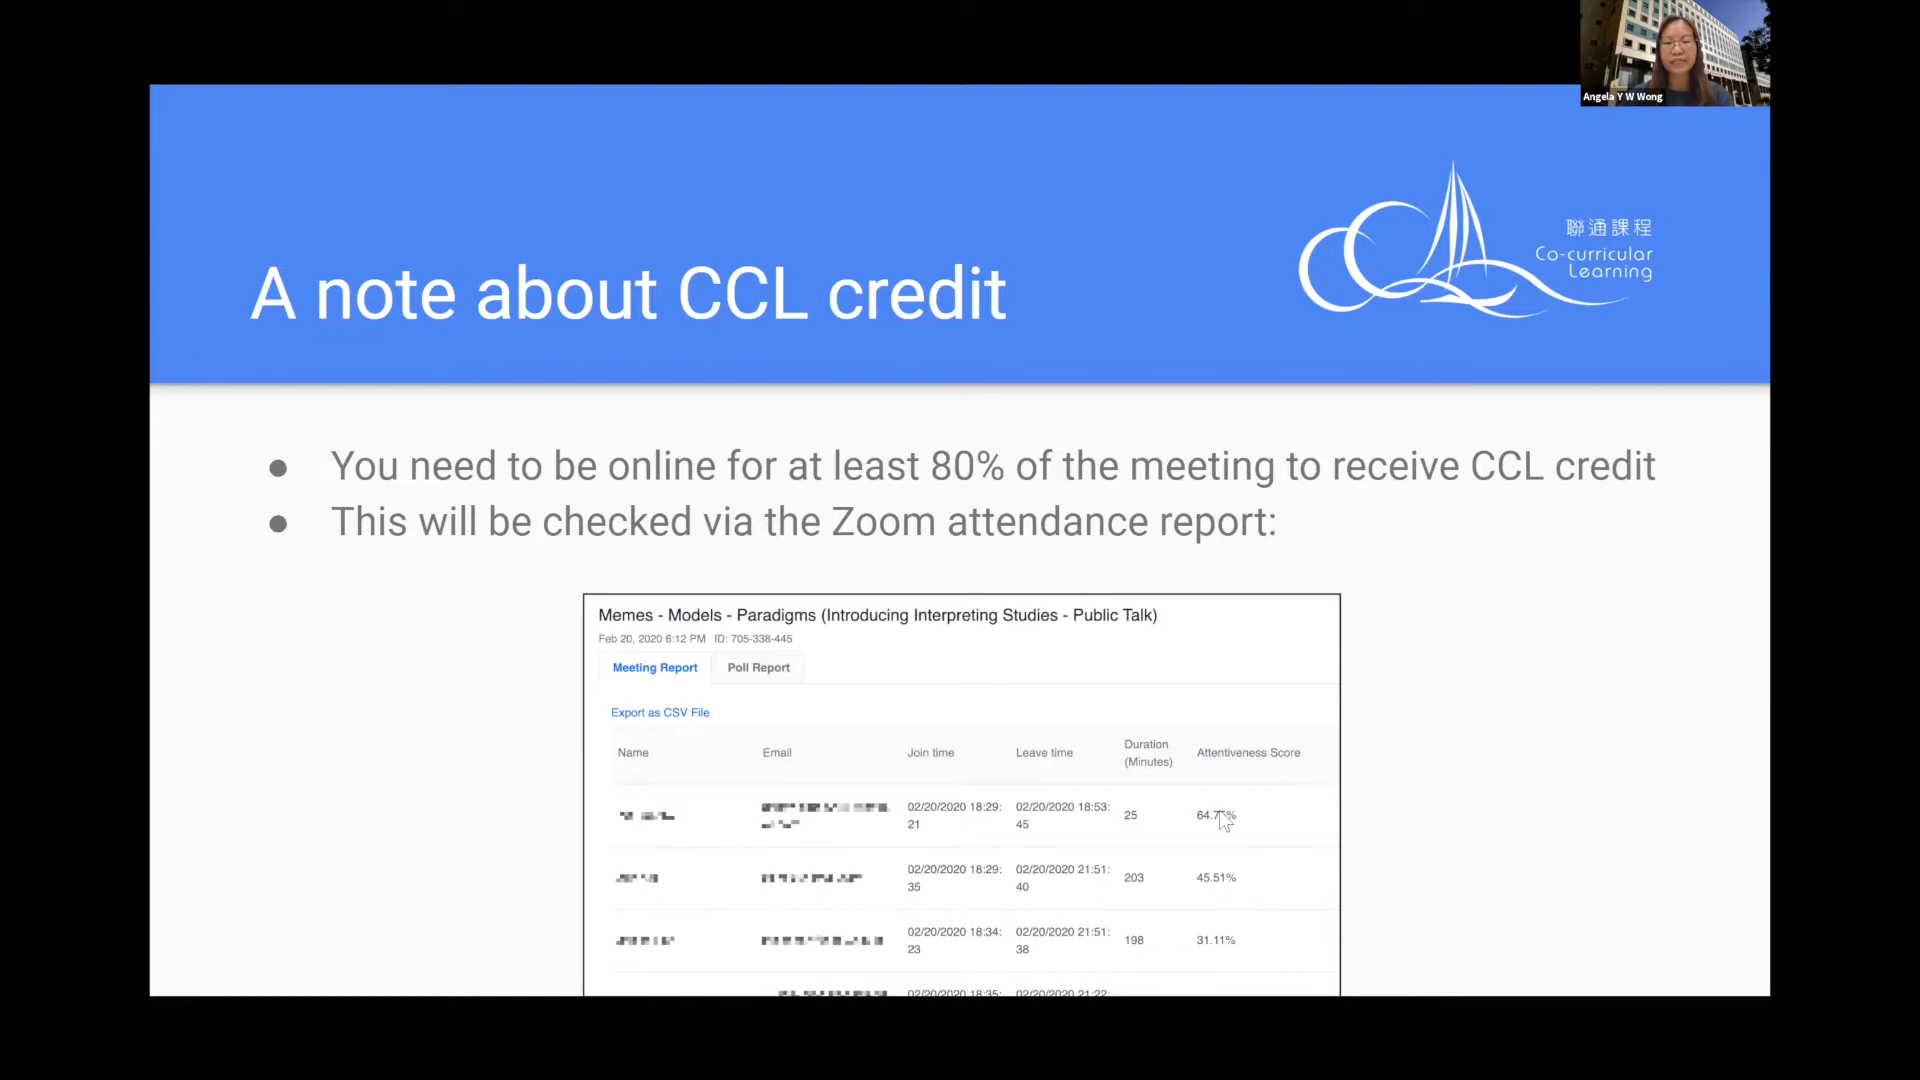 Angela Y W Wong
聯通課程
Co-curricular
Learning
A note about CCL credit
● You need to be online for at least 80% of the meeting to receive CCL credit
● This will be checked via the Zoom attendance report:
Memes - Models - Paradigms (Introducing Interpreting Studies - Public Talk)
Feb 20, 2020 6:12 PM ID: 705-338-445
Meeting Report Poll Report
Export as CSV File
Name Email Join time Leave time Duration (Minutes) Attentiveness Score
02/20/2020 18:29: 02/20/2020 18:53:
21 45 25
02/20/2020 18:29: 02/20/2020 21:51:
35 40 203 45.51%
02/20/2020 18:34: 02/20/2020 21:51:
23 38 198 31.11%
02/20/2020 18:35: 02/20/2020 21:22: